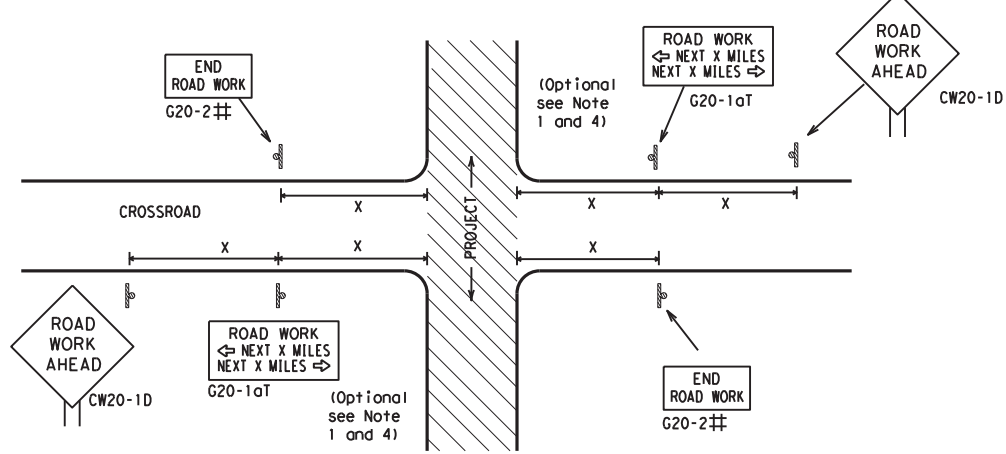 END
ROAD WORK
G20-2#
ROAD WORK
⇦ NEXT X MILES
NEXT X MILES ⇨
G20-1aT
(Optional
see Note
1 and 4)
ROAD
WORK
AHEAD
CW20-1D
X
X
X
CROSSROAD
PROJECT
X
X
X
ROAD
WORK
AHEAD
CW20-1D
ROAD WORK
⇦ NEXT X MILES
NEXT X MILES ⇨
G20-1aT
(Optional
see Note
1 and 4)
END
ROAD WORK
G20-2#